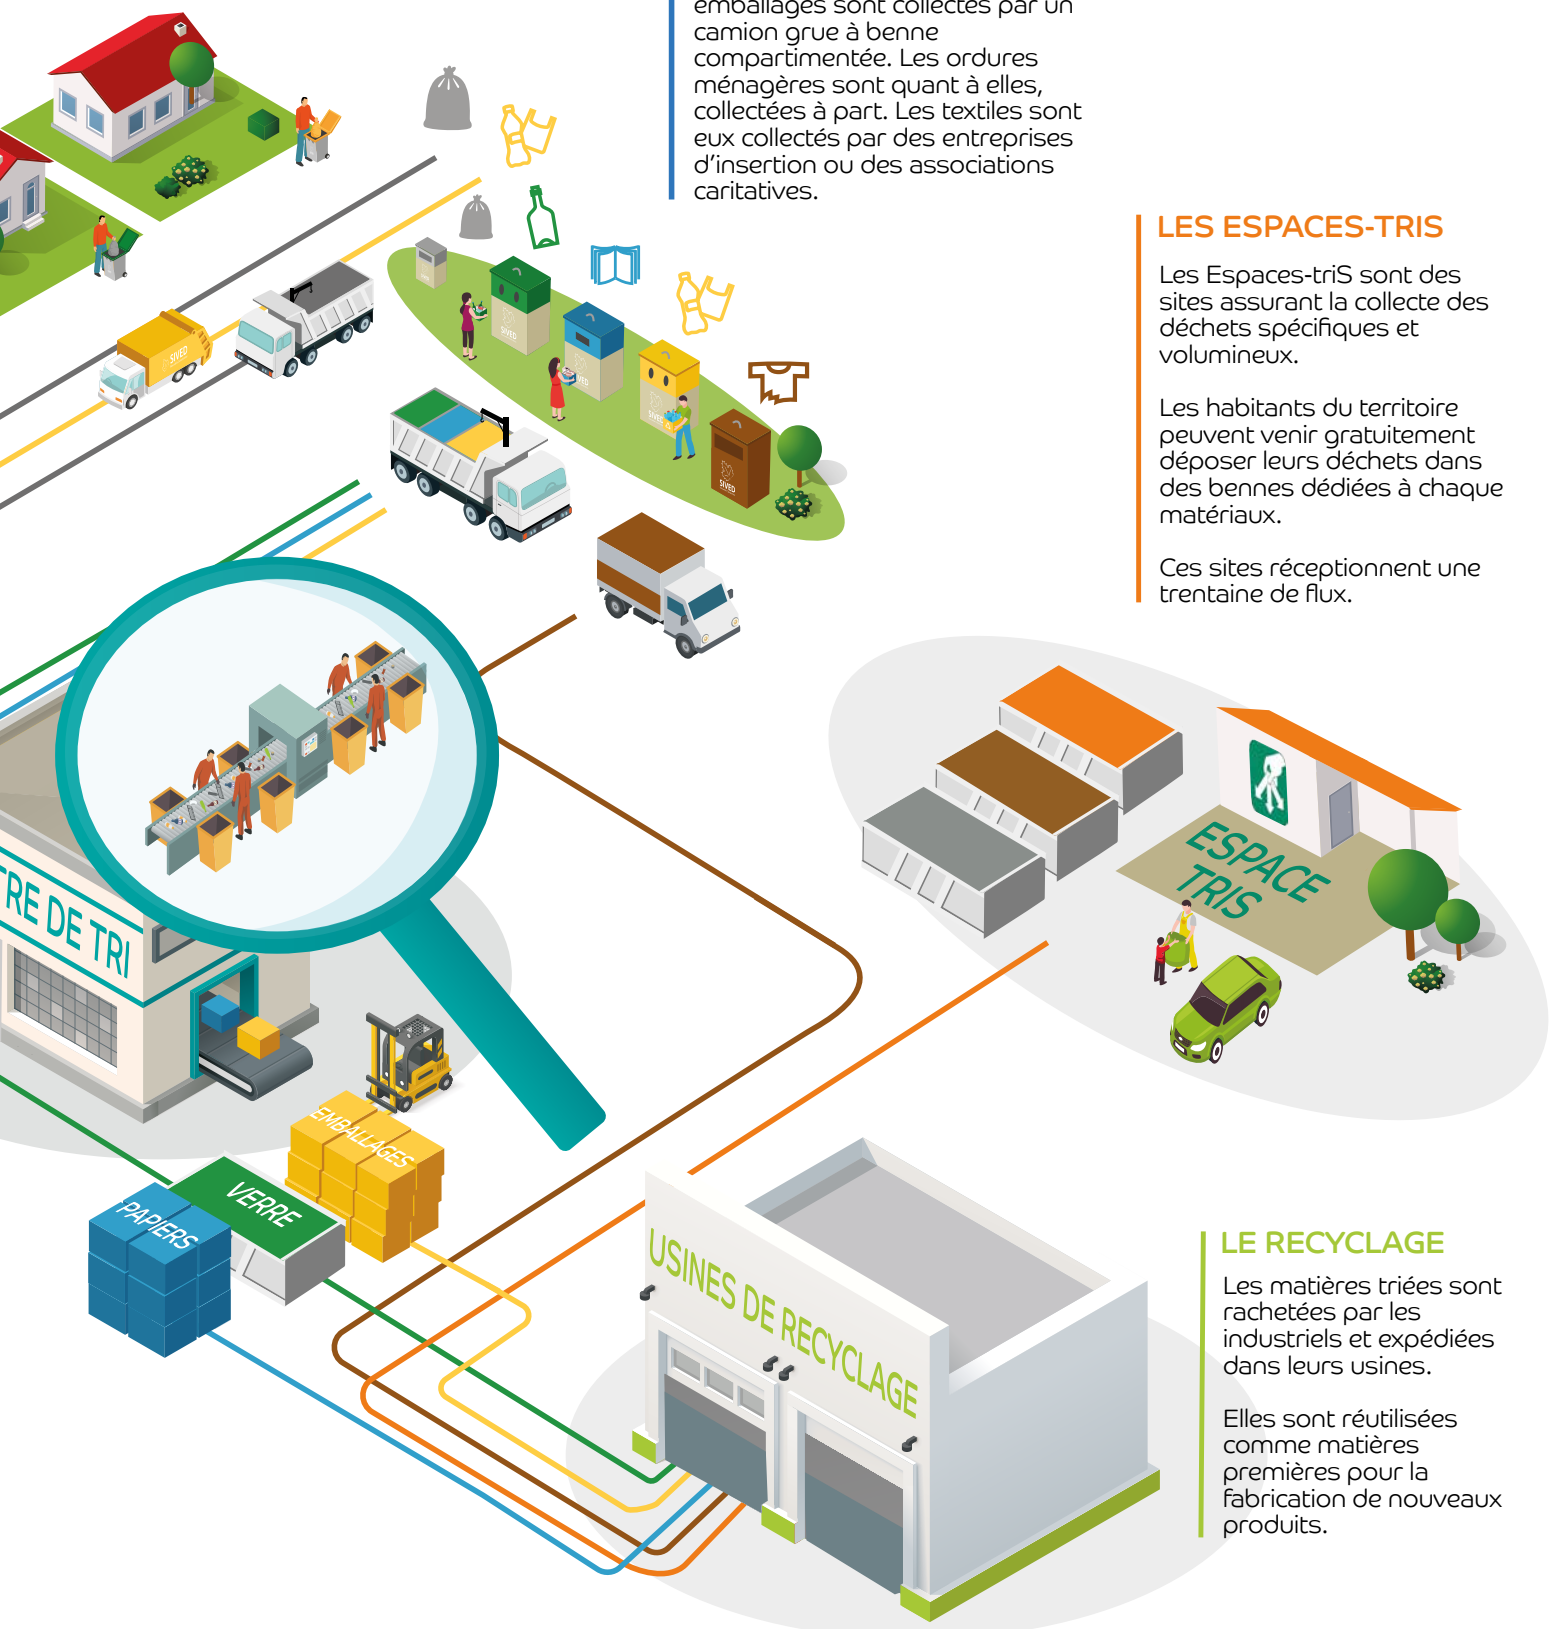 emballages sont collectés par un
camion grue à benne
compartimentée. Les ordures
ménagères sont quant à elles,
collectées à part. Les textiles sont
eux collectés par des entreprises
d'insertion ou des associations
caritatives.
LES ESPACES-TRIS
Les Espaces-triS sont des
sites assurant la collecte des
déchets spécifiques et
volumineux.
Les habitants du territoire
peuvent venir gratuitement
déposer leurs déchets dans
des bennes dédiées à chaque
matériaux.
Ces sites réceptionnent une
trentaine de flux.
SIVED
SIVED
SIVED
SIVED
ESPACE
TRIS
TRE DE TRI
EMBALLAGES
VERRE
PAPIERS
USINES DE RECYCLAGE
LE RECYCLAGE
Les matières triées sont
rachetées par les
industriels et expédiées
dans leurs usines.
Elles sont réutilisées
comme matières
premières pour la
fabrication de nouveaux
produits.